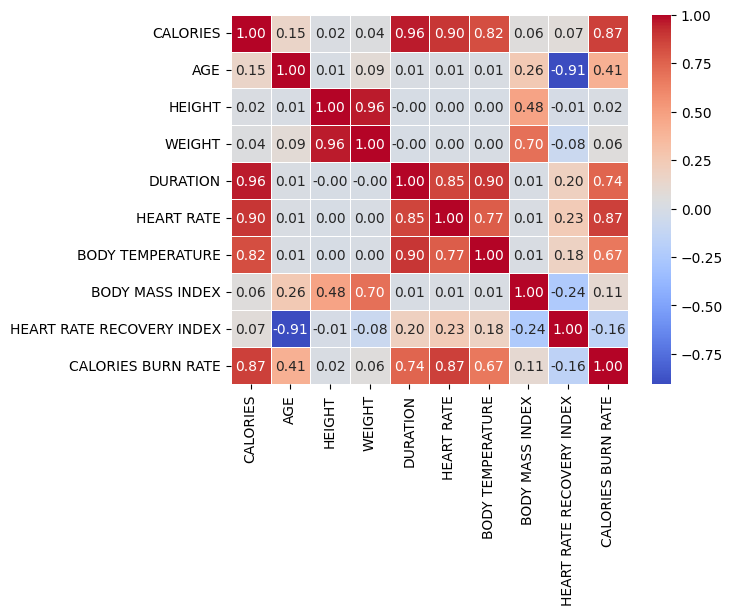 CALORIES 1.00 0.15 0.02 0.04 0.96 0.90 0.82 0.06 0.07 0.87
AGE 0.15 1.00 0.01 0.09 0.01 0.01 0.01 0.26 -0.91 0.41
HEIGHT 0.02 0.01 1.00 0.96 -0.00 0.00 0.00 0.48 -0.01 0.02
WEIGHT 0.04 0.09 0.96 1.00 -0.00 0.00 0.00 0.70 -0.08 0.06
DURATION 0.96 0.01 -0.00 -0.00 1.00 0.85 0.90 0.01 0.20 0.74
HEART RATE 0.90 0.01 0.00 0.00 0.85 1.00 0.77 0.01 0.23 0.87
BODY TEMPERATURE 0.82 0.01 0.00 0.00 0.90 0.77 1.00 0.01 0.18 0.67
BODY MASS INDEX 0.06 0.26 0.48 0.70 0.01 0.01 0.01 1.00 -0.24 0.11
HEART RATE RECOVERY INDEX 0.07 -0.91 -0.01 -0.08 0.20 0.23 0.18 -0.24 1.00 -0.16
CALORIES BURN RATE 0.87 0.41 0.02 0.06 0.74 0.87 0.67 0.11 -0.16 1.00
CALORIES
AGE
HEIGHT
WEIGHT
DURATION
HEART RATE
BODY TEMPERATURE
BODY MASS INDEX
HEART RATE RECOVERY INDEX
CALORIES BURN RATE
1.00
0.75
0.50
0.25
0.00
−0.25
−0.50
−0.75